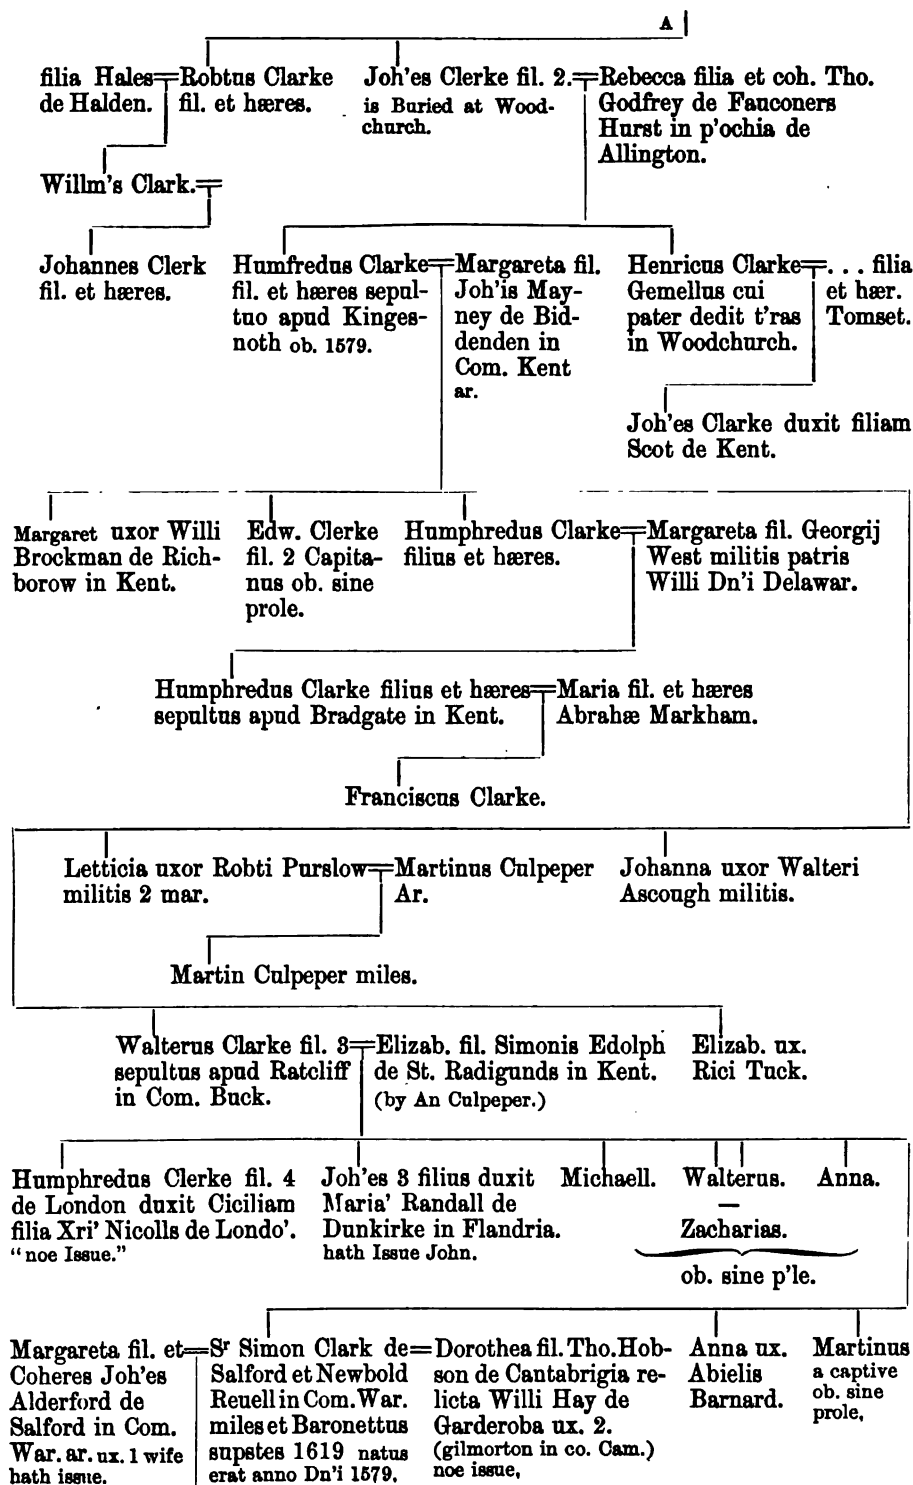 A
filia Hales
de Halden.
Robtus Clarke
fil. et hæres.
Joh'es Clerke fil. 2.
is Buried at Wood-
church.
Rebecca filia et coh. Tho.
Godfrey de Fauconers
Hurst in p'ochia de
Allington.
Willm's Clark.
Johannes Clerk
fil. et hæres.
Humfredus Clarke
fil. et hæres sepul-
tuo apud Kinges-
noth ob. 1579.
Margareta fil.
Joh'is May-
ney de Bid-
denden in
Com. Kent
ar.
Henricus Clarke
Gemellus cui
pater dedit t'ras
in Woodchurch.
. . . filia
et hær.
Tomset.
Joh'es Clarke duxit filiam
Scot de Kent.
Margaret uxor Willi
Brockman de Rich-
borow in Kent.
Edw. Clerke
fil. 2 Capita-
nus ob. sine
prole.
Humphredus Clarke
filius et hæres.
Margareta fil. Georgij
West militis patris
Willi Dn'i Delawar.
Humphredus Clarke filius et hæres
sepultus apud Bradgate in Kent.
Maria fil. et hæres
Abrahæ Markham.
Franciscus Clarke.
Letticia uxor Robti Purslow
militis 2 mar.
Martinus Culpeper
Ar.
Johanna uxor Walteri
Ascough militis.
Martin Culpeper miles.
Walterus Clarke fil. 3
sepultus apud Ratcliff
in Com. Buck.
Elizab. fil. Simonis Edolph
de St. Radigunds in Kent.
(by An Culpeper.)
Elizab. ux.
Rici Tuck.
Humphredus Clerke fil. 4
de London duxit Ciciliam
filia Xri' Nicolls de Londo'.
"noe Issue."
Joh'es 3 filius duxit
Maria' Randall de
Dunkirke in Flandria.
hath Issue John.
Michaell.
Walterus.
—
Zacharias.
Anna.
ob. sine p'le.
Margareta fil. et
Coheres Joh'es
Alderford de
Salford in Com.
War. ar. ux. 1 wife
hath issue.
Sr Simon Clark de
Salford et Newbold
Reuell in Com. War.
miles et Baronettus
supstes 1619 natus
erat anno Dn'i 1579.
Dorothea fil. Tho. Hob-
son de Cantabrigia re-
licta Willi Hay de
Garderoba ux. 2.
(gilmorton in co. Cam.)
noe issue,
Anna ux.
Abielis
Barnard.
Martinus
a captive
ob. sine
prole,